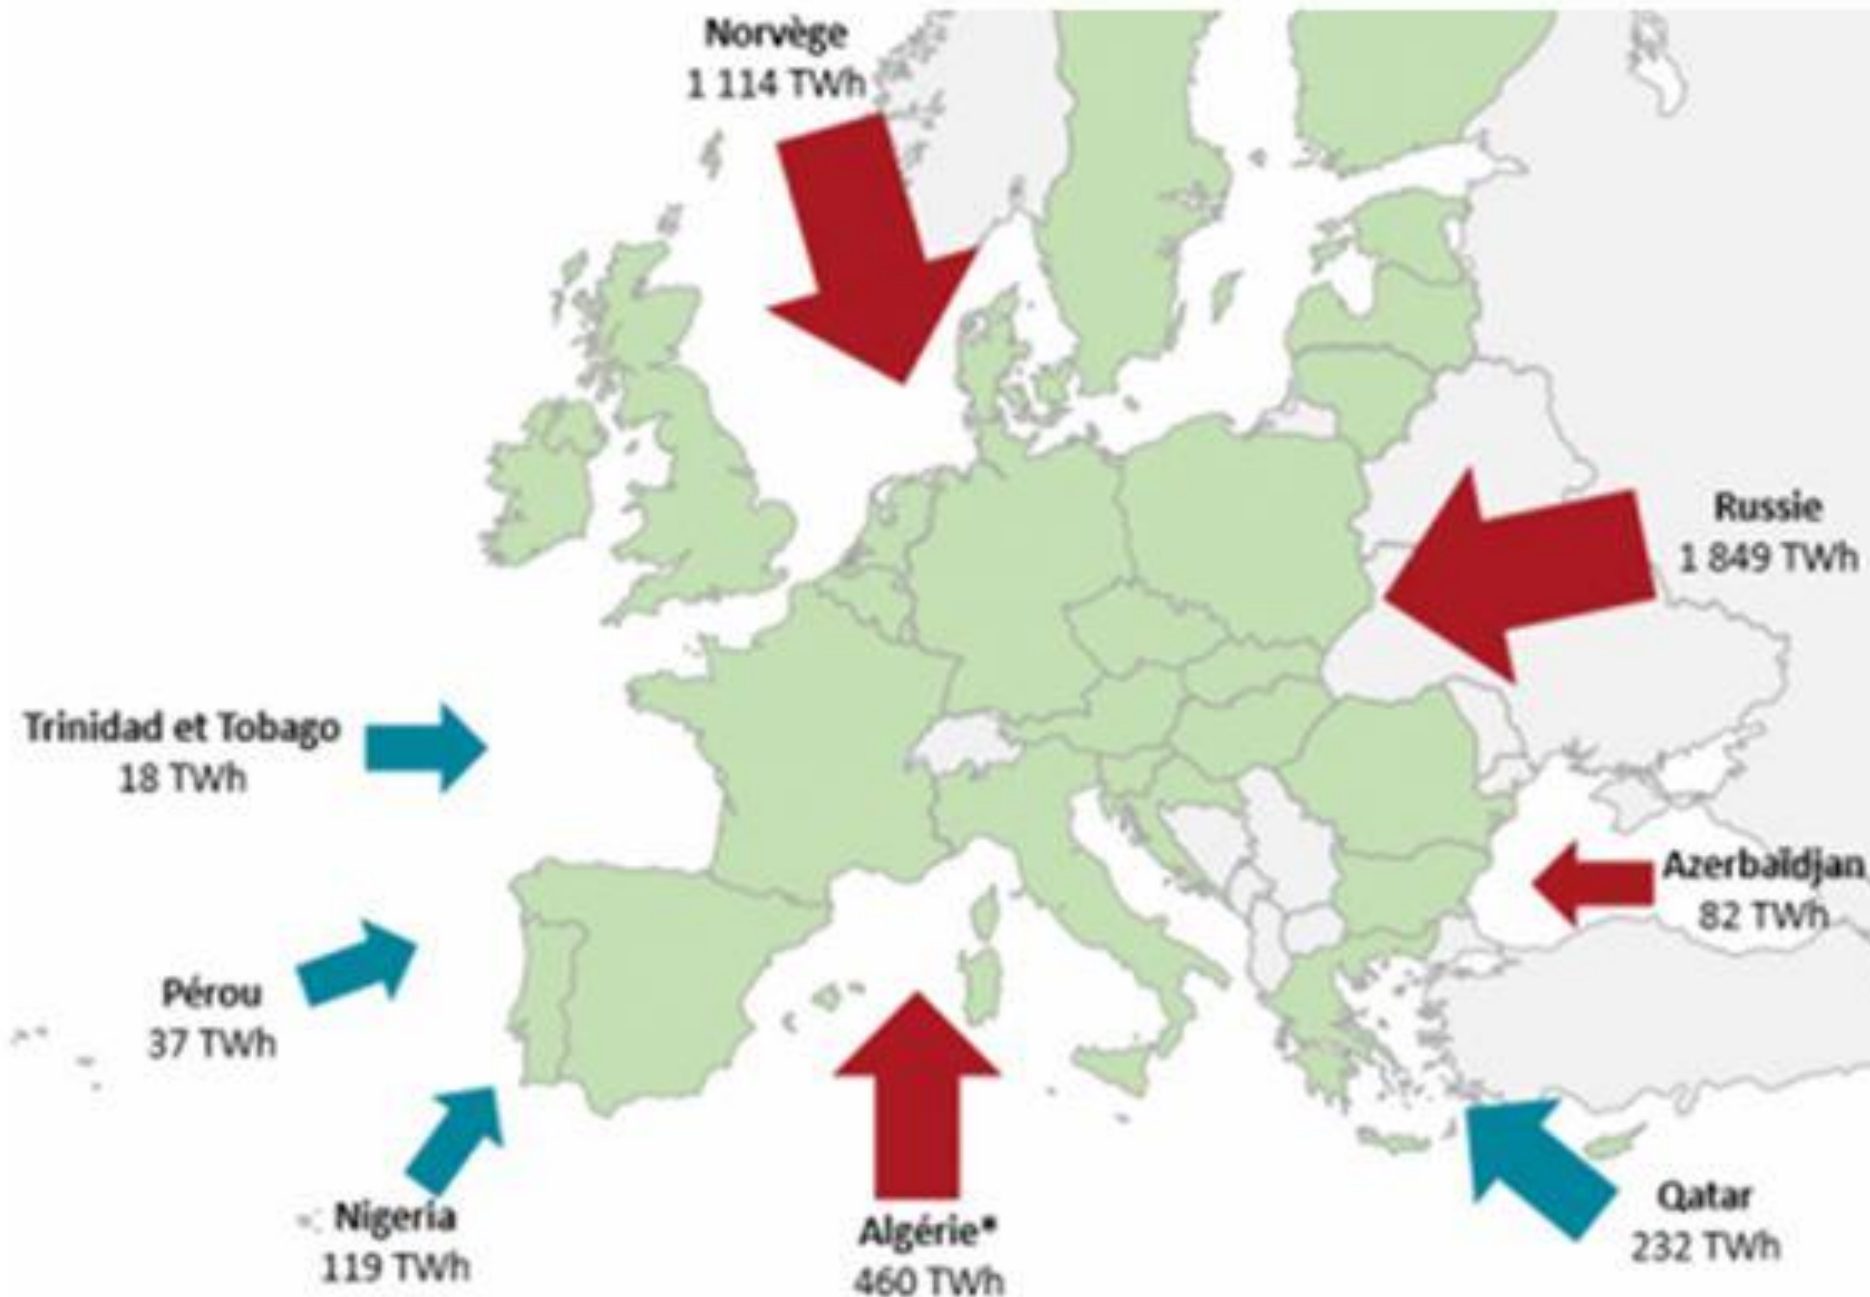 Norvège
1 114 TWh
Russie
1 849 TWh
Trinidad et Tobago
18 TWh
Azerbaïdjan
82 TWh
Pérou
37 TWh
Nigeria
119 TWh
Algérie*
460 TWh
Qatar
232 TWh